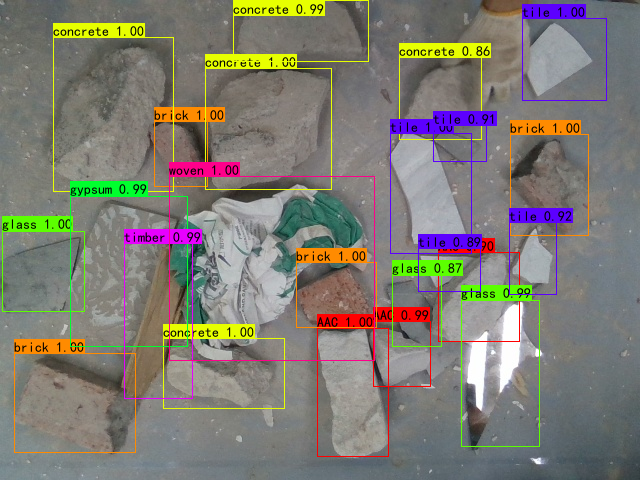 concrete 0.99
tile 1.00
concrete 1.00
concrete 0.86
concrete 1.00
brick 1.00
tile 0.91
tile 1.00
brick 1.00
woven 1.00
gypsum 0.99
glass 1.00
tile 0.92
timber 0.99
tile 0.89
brick 1.00
glass 0.87
glass 0.99
AAC 0.99
AAC 1.00
concrete 1.00
brick 1.00